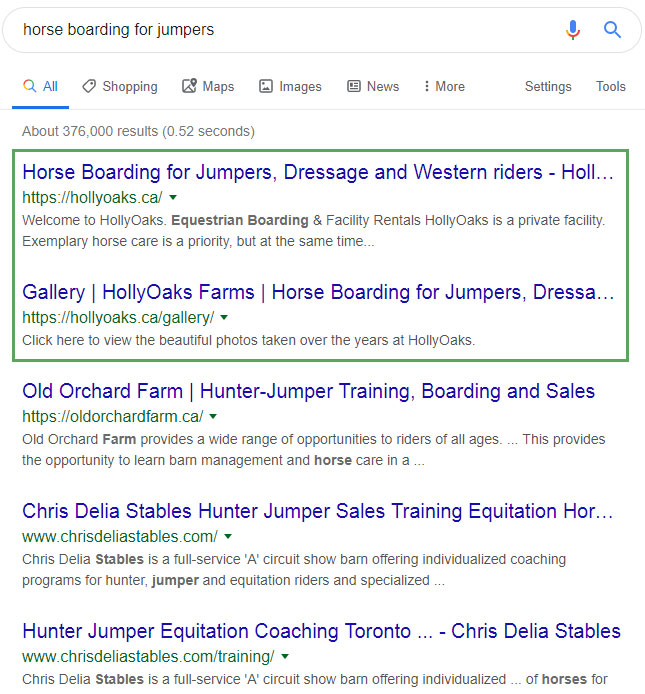 horse boarding for jumpers
All Shopping Maps Images News More Settings Tools
About 376,000 results (0.52 seconds)
Horse Boarding for Jumpers, Dressage and Western riders - Holl...
https://hollyoaks.ca/
Welcome to HollyOaks. Equestrian Boarding & Facility Rentals HollyOaks is a private facility.
Exemplary horse care is a priority, but at the same time...
Gallery | HollyOaks Farms | Horse Boarding for Jumpers, Dressa...
https://hollyoaks.ca/gallery/
Click here to view the beautiful photos taken over the years at HollyOaks.
Old Orchard Farm | Hunter-Jumper Training, Boarding and Sales
https://oldorchardfarm.ca/
Old Orchard Farm provides a wide range of opportunities to riders of all ages. ... This provides
the opportunity to learn barn management and horse care in a ...
Chris Delia Stables Hunter Jumper Sales Training Equitation Hor...
www.chrisdeliastables.com/
Chris Delia Stables is a full-service 'A' circuit show barn offering individualized coaching
programs for hunter, jumper and equitation riders and specialized ...
Hunter Jumper Equitation Coaching Toronto ... - Chris Delia Stables
www.chrisdeliastables.com/training/
Chris Delia Stables is a full-service 'A' circuit show barn offering individualized ... of horses for